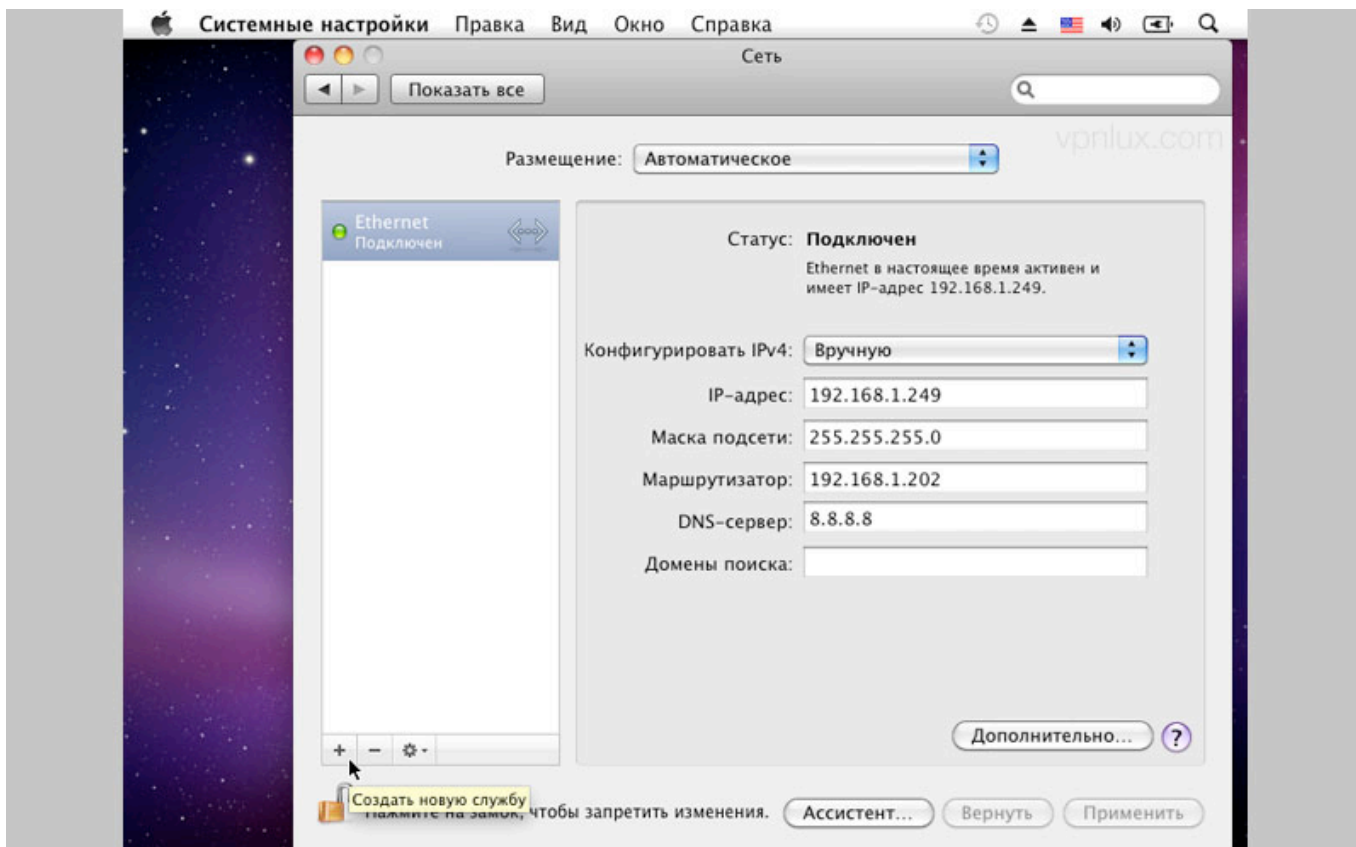 Системные настройки Правка Вид Окно Справка
Сеть
Показать все
vpnlux.com
Размещение: Автоматическое
Ethernet
Подключен
Статус: Подключен
Ethernet в настоящее время активен и
имеет IP-адрес 192.168.1.249.
Конфигурировать IPv4: Вручную
IP-адрес: 192.168.1.249
Маска подсети: 255.255.255.0
Маршрутизатор: 192.168.1.202
DNS-сервер: 8.8.8.8
Домены поиска:
Дополнительно... ?
+ −
Создать новую службу
чтобы запретить изменения. Ассистент... Вернуть Применить